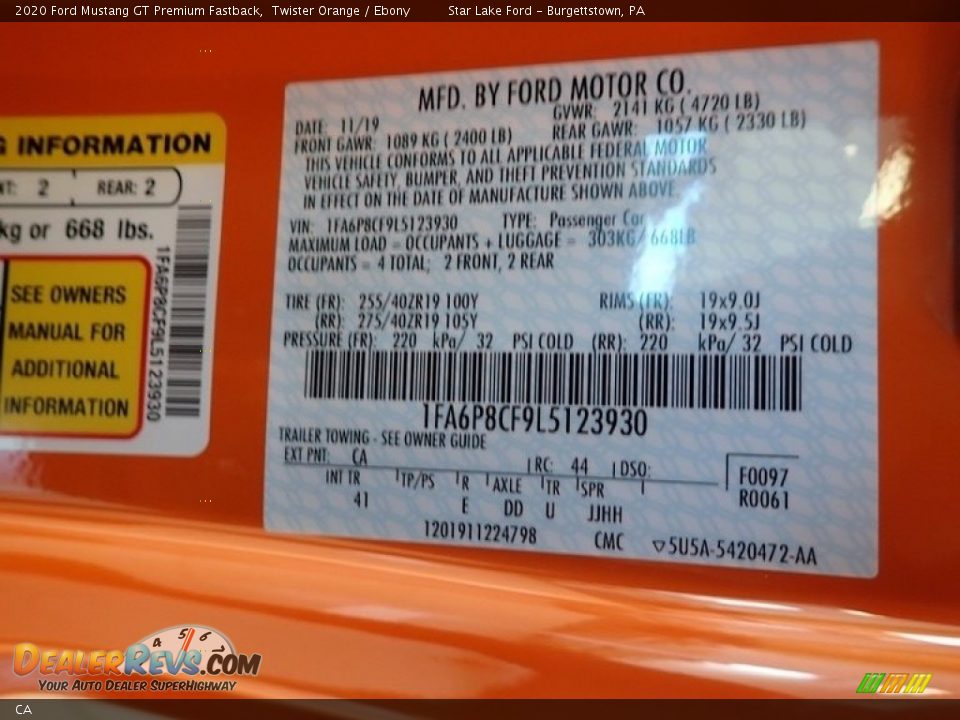 2020 Ford Mustang GT Premium Fastback, Twister Orange / Ebony Star Lake Ford - Burgettstown, PA
G INFORMATION
NT: 2 REAR: 2
kg or 668 lbs.
SEE OWNERS
MANUAL FOR
ADDITIONAL
INFORMATION
1FA6P8CF9L5123930
MFD. BY FORD MOTOR CO.
DATE: 11/19 GVWR: 2141 KG ( 4720 LB)
FRONT GAWR: 1089 KG ( 2400 LB) REAR GAWR: 1057 KG ( 2330 LB)
THIS VEHICLE CONFORMS TO ALL APPLICABLE FEDERAL MOTOR
VEHICLE SAFETY, BUMPER, AND THEFT PREVENTION STANDARDS
IN EFFECT ON THE DATE OF MANUFACTURE SHOWN ABOVE.
VIN: 1FA6P8CF9L5123930 TYPE: Passenger Car
MAXIMUM LOAD = OCCUPANTS + LUGGAGE = 303KG/ 668LB
OCCUPANTS = 4 TOTAL; 2 FRONT, 2 REAR
TIRE (FR): 255/40ZR19 100Y RIMS (FR): 19x9.0J
(RR): 275/40ZR19 105Y (RR): 19x9.5J
PRESSURE (FR): 220 kPa/ 32 PSI COLD (RR): 220 kPa/ 32 PSI COLD
1FA6P8CF9L5123930
TRAILER TOWING - SEE OWNER GUIDE
EXT PNT: CA RC: 44 DSO: F0097
INT TR TP/PS R AXLE TR SPR R0061
41 E DD U JJHH
1201911224798 CMC ▽5U5A-5420472-AA
4 5 6
DEALERREVS.COM
YOUR AUTO DEALER SUPERHIGHWAY
CA